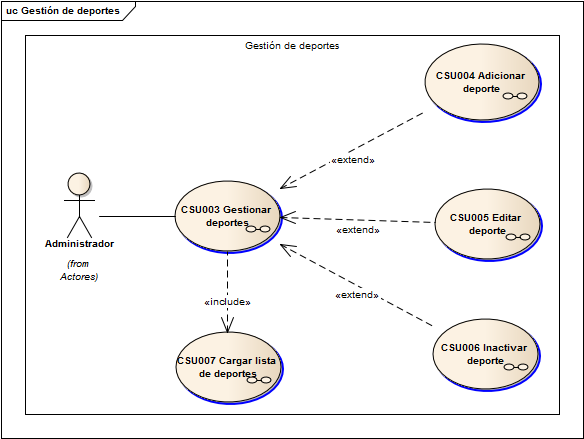 uc Gestión de deportes
Gestión de deportes
CSU004 Adicionar
deporte
«extend»
CSU003 Gestionar
deportes
CSU005 Editar
deporte
«extend»
Administrador
(from
Actores)
«extend»
«include»
CSU006 Inactivar
deporte
CSU007 Cargar lista
de deportes